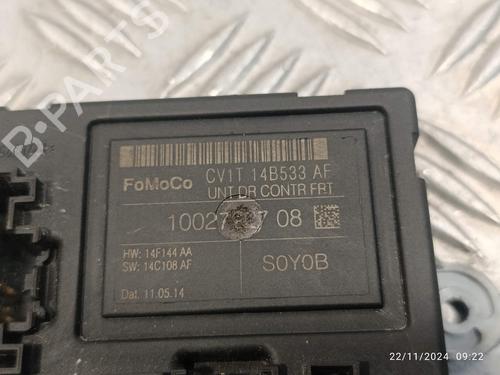 B-PARTS
FoMoCo CV1T 14B533 AF
UNT DR CONTR FRT
08
HW: 14F144 AA
SW: 14C108 AF
S0Y0B
Dat. 11.05.14
22/11/2024 09:22